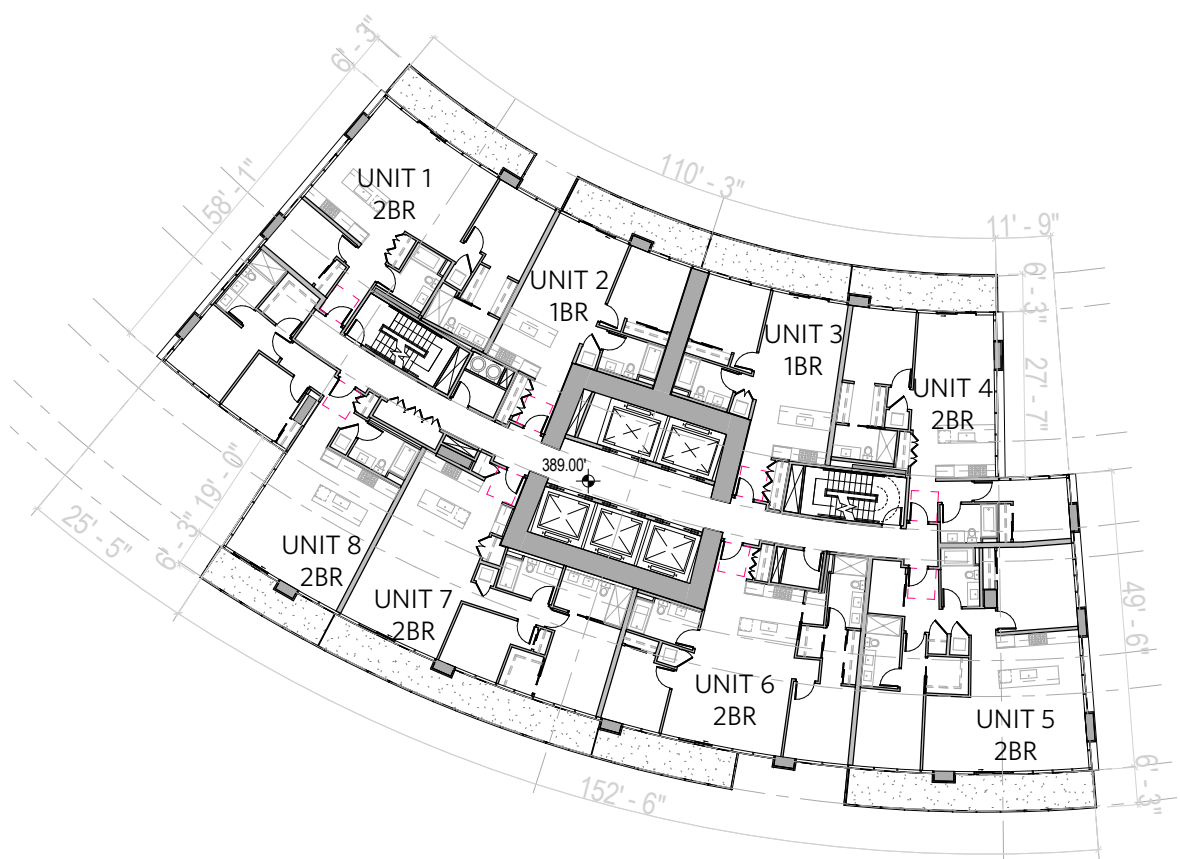 6' - 3"
110' - 3"
58' - 1"
UNIT 1
2BR
11' - 9"
UNIT 2
1BR
6' - 3"
UNIT 3
1BR
27' - 7"
UNIT 4
2BR
389.00'
19' - 0"
25' - 5"
6' - 3"
UNIT 8
2BR
UNIT 7
2BR
49' - 6"
UNIT 6
2BR
UNIT 5
2BR
6' - 3"
152' - 6"